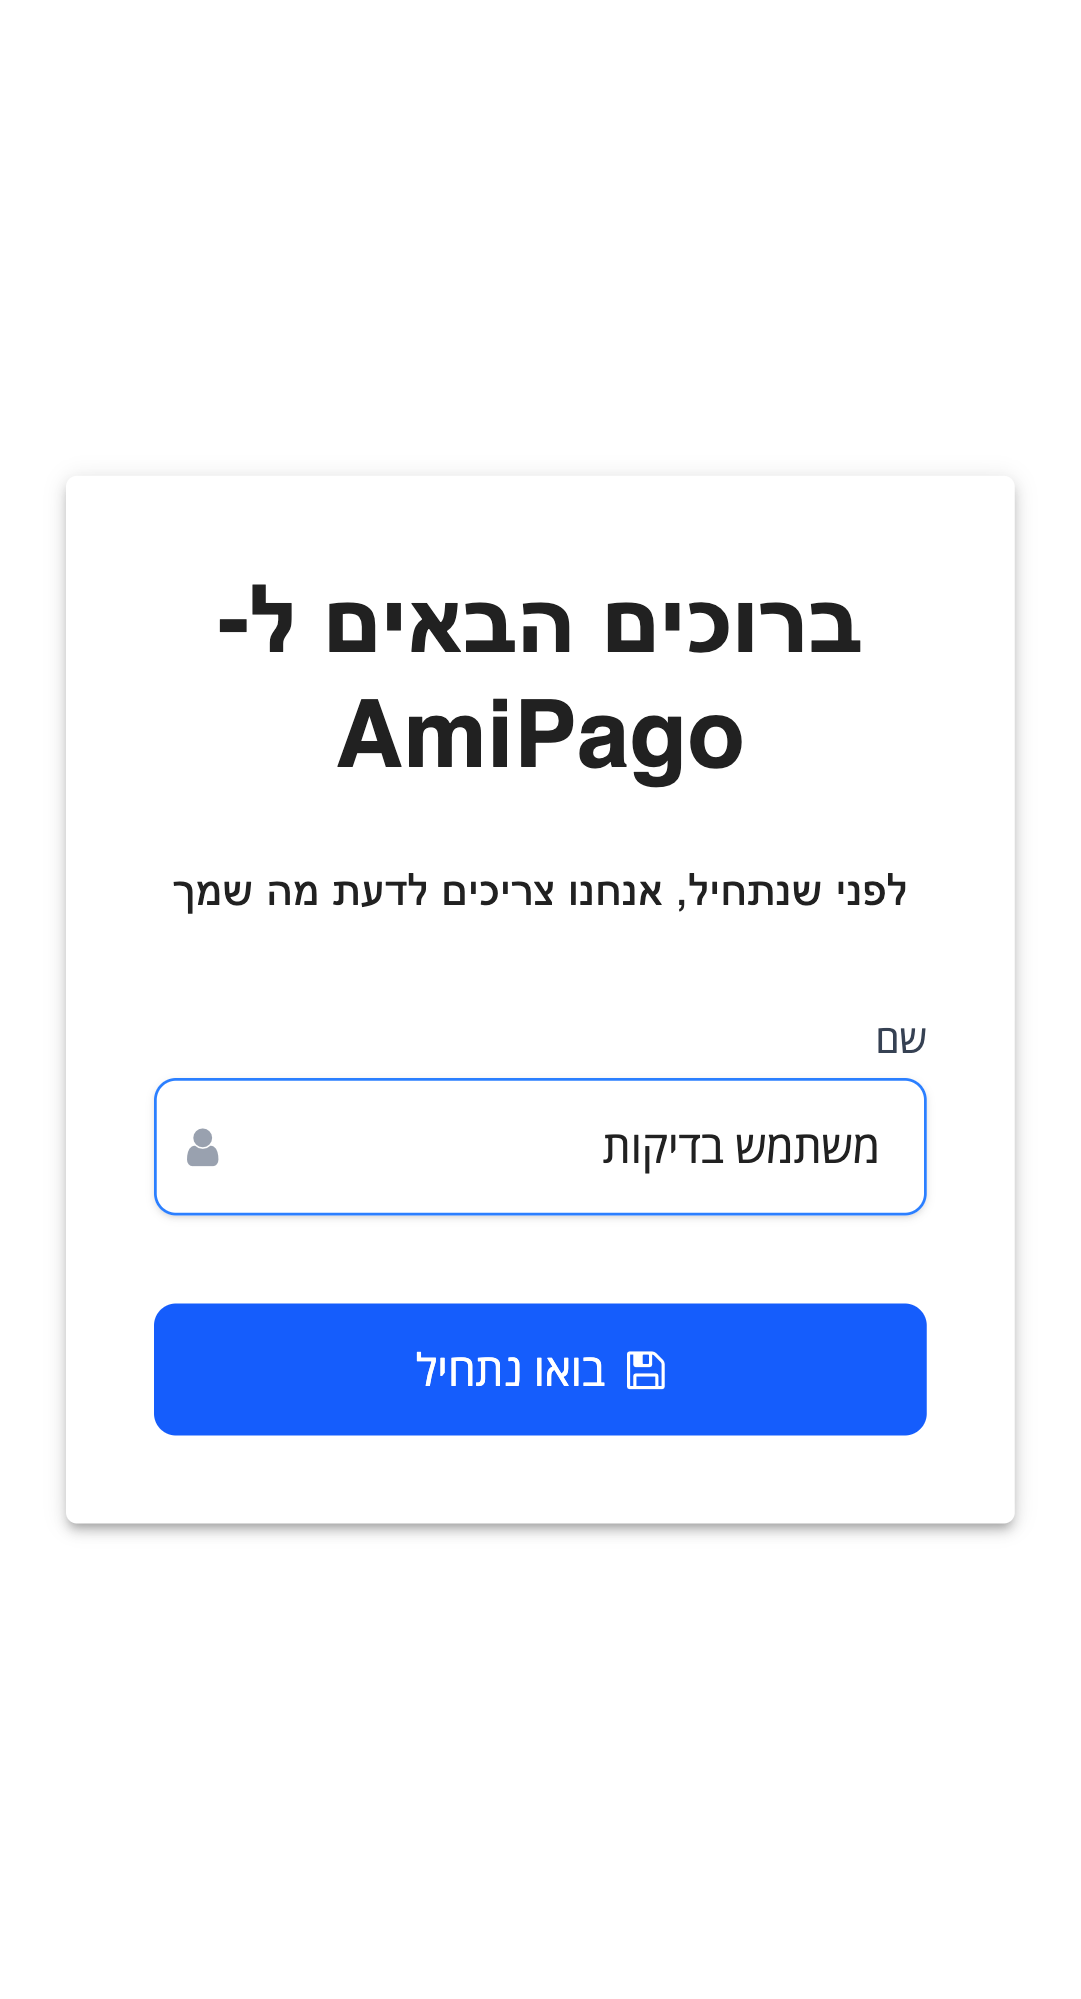 ברוכים הבאים ל-
AmiPago
לפני שנתחיל, אנחנו צריכים לדעת מה שמך
שם
משתמש בדיקות
בואו נתחיל